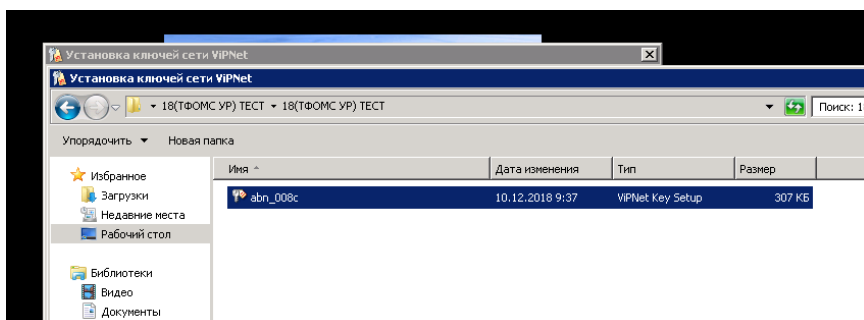 Установка ключей сети ViPNet
Установка ключей сети ViPNet
18(ТФОМС УР) ТЕСТ 18(ТФОМС УР) ТЕСТ
Поиск: 1
Упорядочить Новая папка
Имя Дата изменения Тип Размер
Избранное
Загрузки
Недавние места
Рабочий стол
Библиотеки
Видео
Документы
abn_008c 10.12.2018 9:37 ViPNet Key Setup 307 КБ